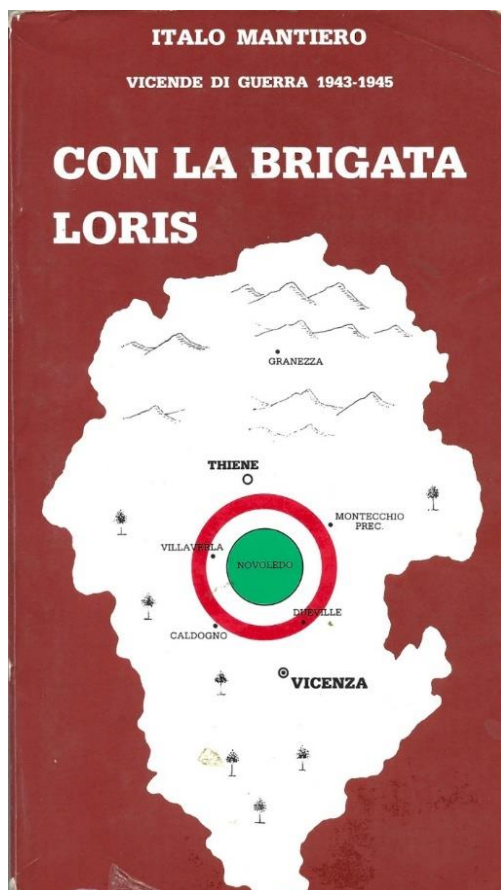 ITALO MANTIERO
VICENDE DI GUERRA 1943-1945
CON LA BRIGATA
LORIS
GRANEZZA
THIENE
MONTECCHIO
PREC.
VILLAVERLA
NOVOLEDO
DUEVILLE
CALDOGNO
VICENZA